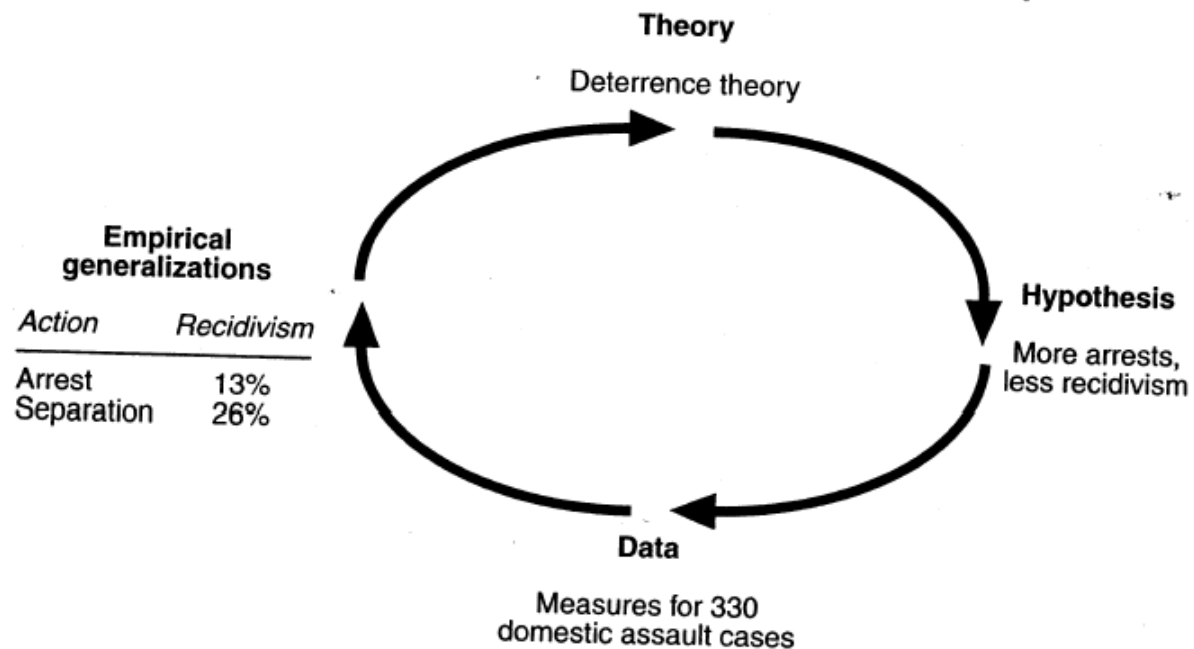 Theory
Deterrence theory
Empirical
generalizations
Action Recidivism
Arrest 13%
Separation 26%
Hypothesis
More arrests,
less recidivism
Data
Measures for 330
domestic assault cases